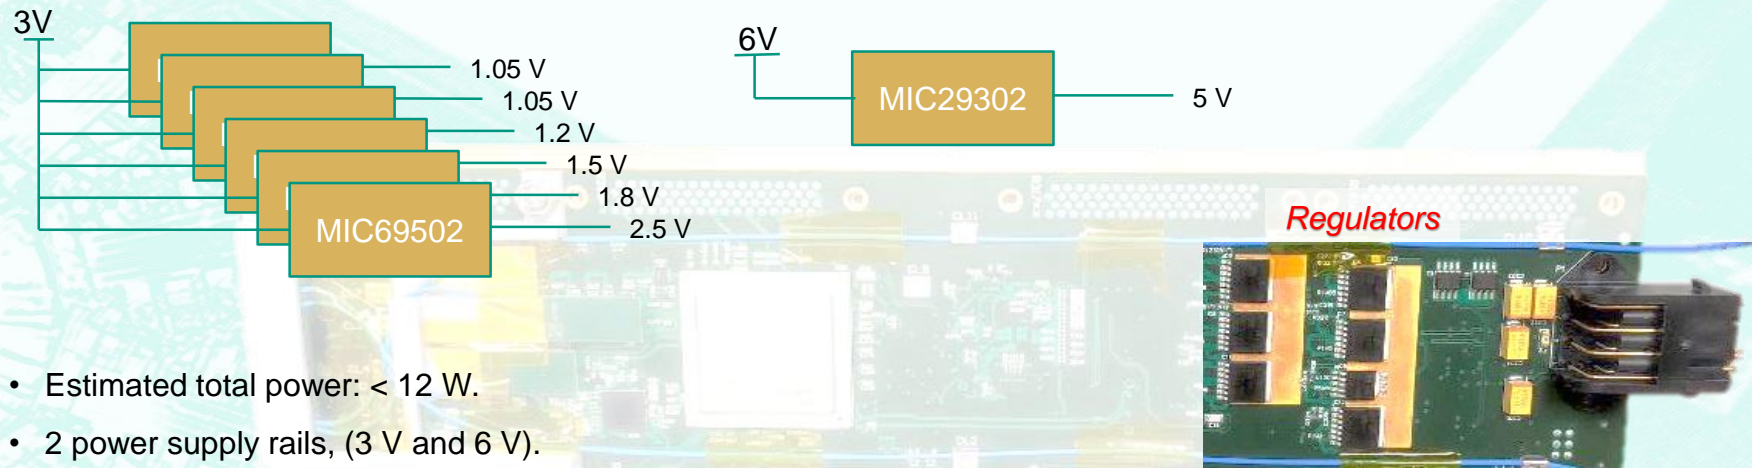 3V
1.05 V
1.05 V
1.2 V
1.5 V
1.8 V
2.5 V
MIC69502
6V
MIC29302
5 V
Regulators
• Estimated total power: < 12 W.
• 2 power supply rails, (3 V and 6 V).